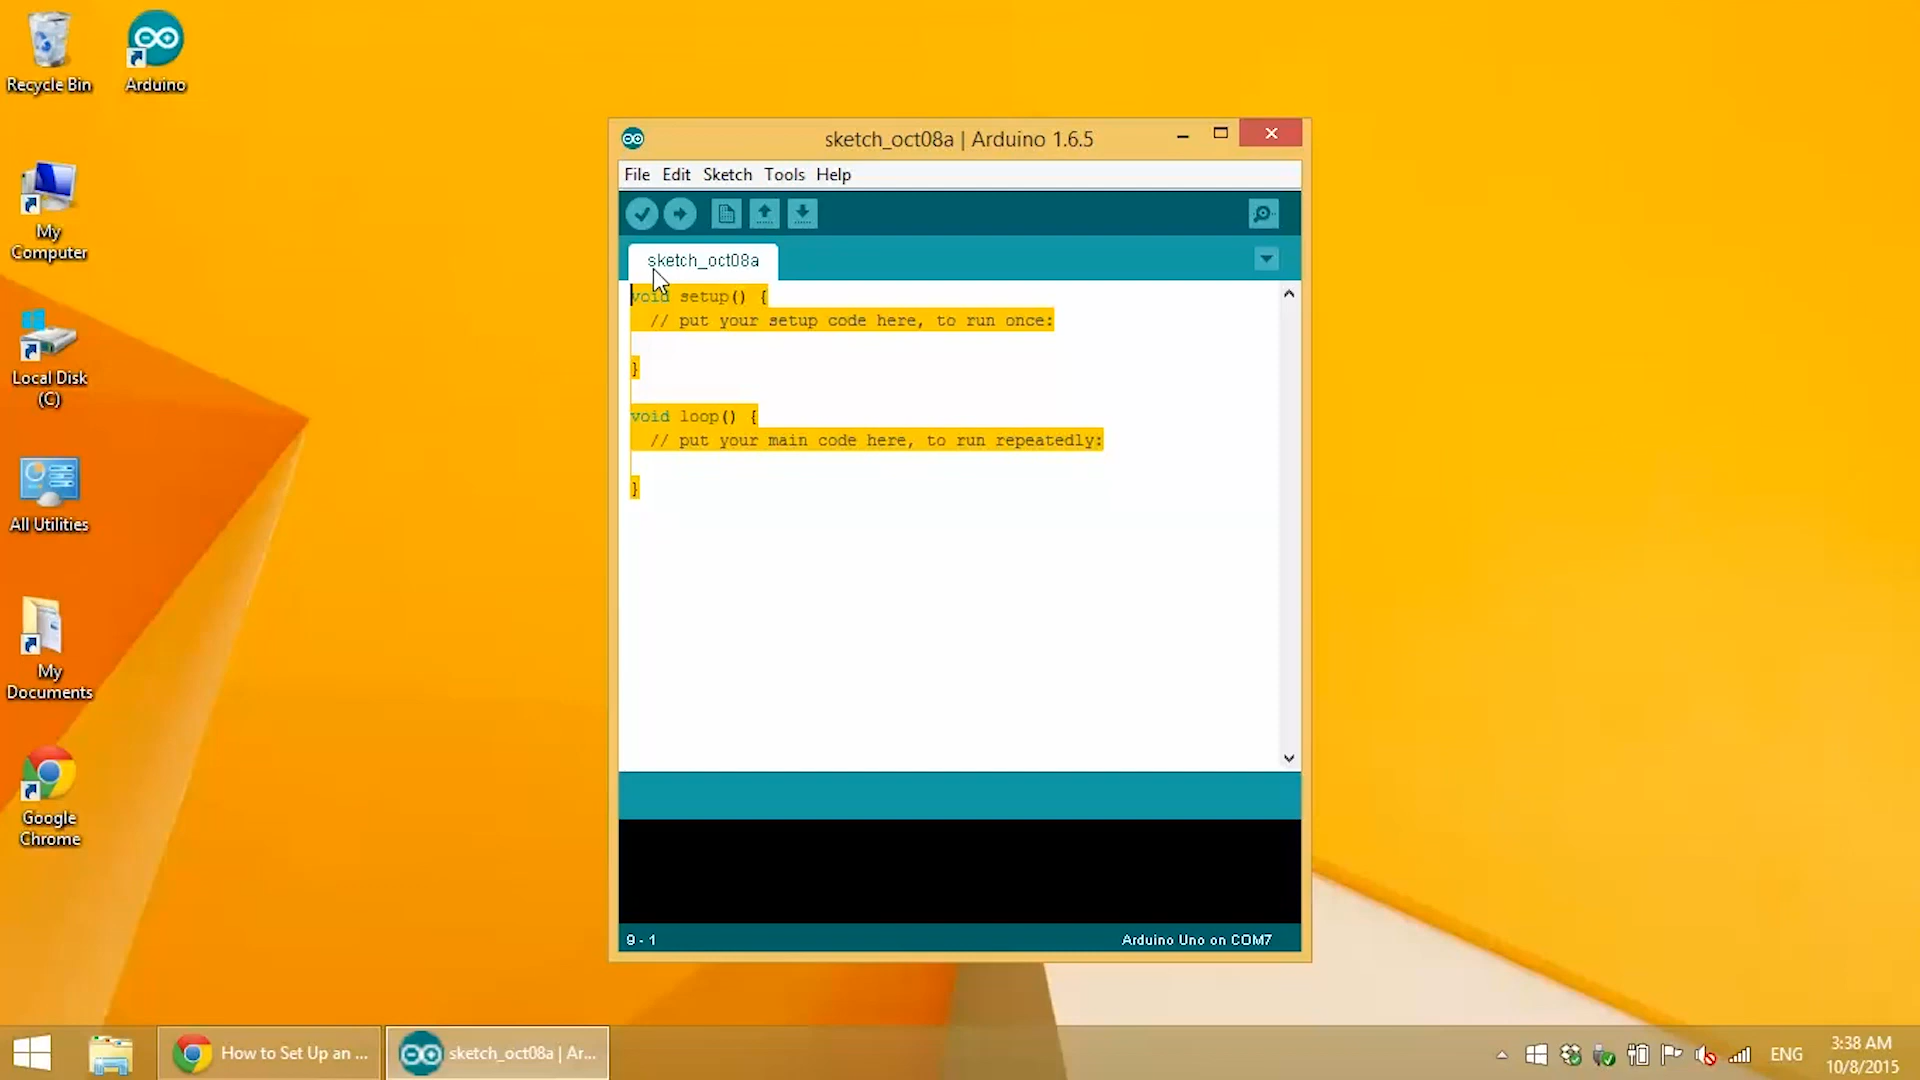 Recycle Bin
Arduino
My
Computer
Local Disk
(C)
All Utilities
My
Documents
Google
Chrome
sketch_oct08a | Arduino 1.6.5
File Edit Sketch Tools Help
sketch_oct08a
void setup() {
// put your setup code here, to run once:
}
void loop() {
// put your main code here, to run repeatedly:
}
9 - 1
Arduino Uno on COM7
How to Set Up an ...
sketch_oct08a | Ar...
ENG
3:38 AM
10/8/2015